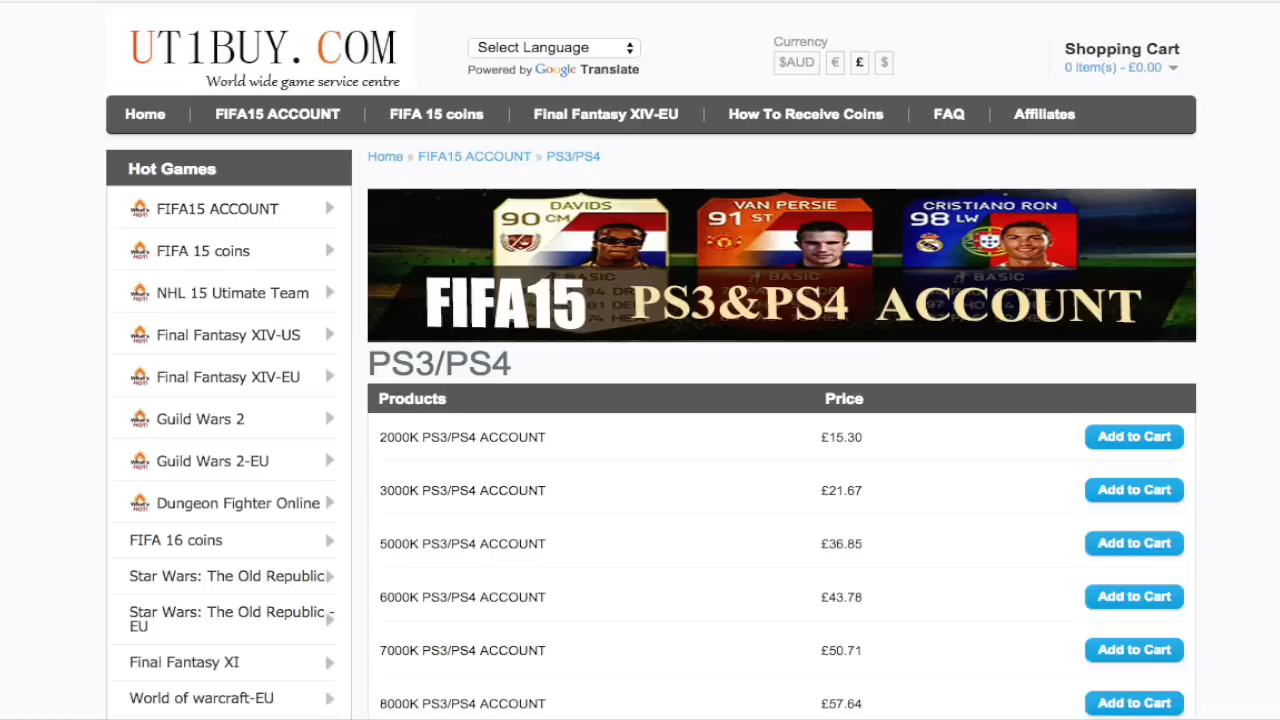 UT1BUY.COM
World wide game service centre
Select Language
Powered by Google Translate
Currency
$AUD € £ $
Shopping Cart
0 item(s) - £0.00
Home FIFA15 ACCOUNT FIFA 15 coins Final Fantasy XIV-EU How To Receive Coins FAQ Affiliates
Hot Games
FIFA15 ACCOUNT
FIFA 15 coins
NHL 15 Utimate Team
Final Fantasy XIV-US
Final Fantasy XIV-EU
Guild Wars 2
Guild Wars 2-EU
Dungeon Fighter Online
FIFA 16 coins
Star Wars: The Old Republic
Star Wars: The Old Republic -
EU
Final Fantasy XI
World of warcraft-EU
Home » FIFA15 ACCOUNT » PS3/PS4
DAVIDS
90 CM
BASIC
VAN PERSIE
91 ST
BASIC
CRISTIANO RON
98 LW
BASIC
FIFA15 PS3&PS4 ACCOUNT
PS3/PS4
Products Price
2000K PS3/PS4 ACCOUNT £15.30 Add to Cart
3000K PS3/PS4 ACCOUNT £21.67 Add to Cart
5000K PS3/PS4 ACCOUNT £36.85 Add to Cart
6000K PS3/PS4 ACCOUNT £43.78 Add to Cart
7000K PS3/PS4 ACCOUNT £50.71 Add to Cart
8000K PS3/PS4 ACCOUNT £57.64 Add to Cart